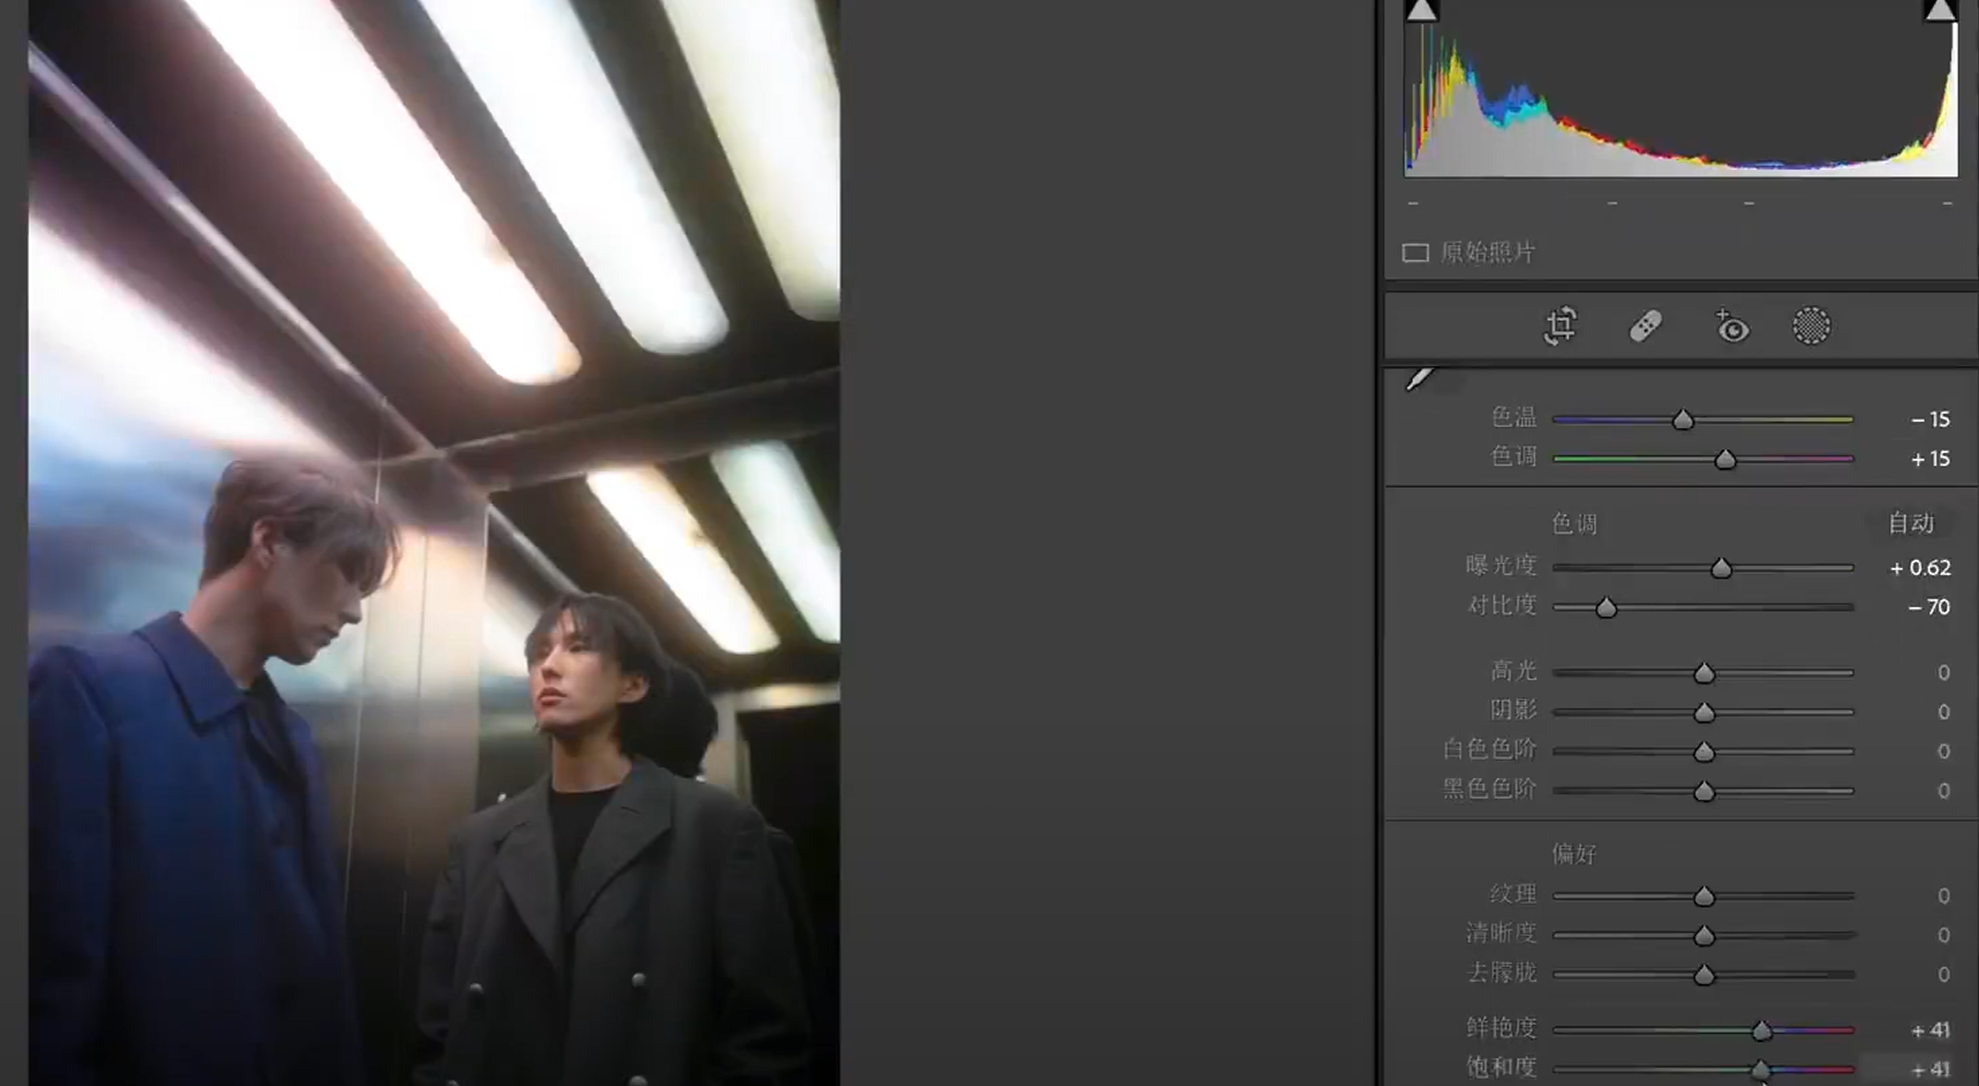 原始照片
色温 – 15
色调 + 15
色调 自动
曝光度 + 0.62
对比度 – 70
高光 0
阴影 0
白色色阶 0
黑色色阶 0
偏好
纹理 0
清晰度 0
去朦胧 0
鲜艳度 + 41
饱和度 + 41